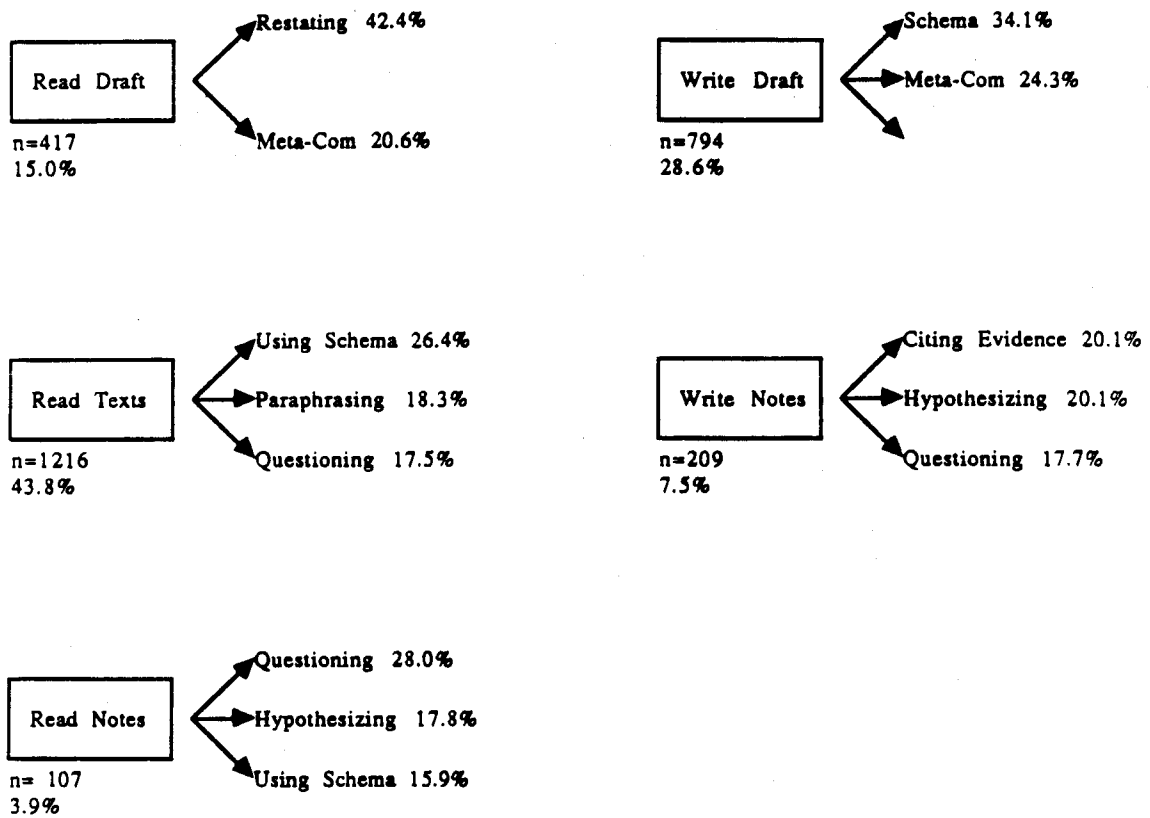 Restating 42.4%
Read Draft
Meta-Com 20.6%
n=417
15.0%
Schema 34.1%
Write Draft
Meta-Com 24.3%
n=794
28.6%
Using Schema 26.4%
Read Texts
Paraphrasing 18.3%
Questioning 17.5%
n=1216
43.8%
Citing Evidence 20.1%
Write Notes
Hypothesizing 20.1%
Questioning 17.7%
n=209
7.5%
Questioning 28.0%
Read Notes
Hypothesizing 17.8%
Using Schema 15.9%
n= 107
3.9%